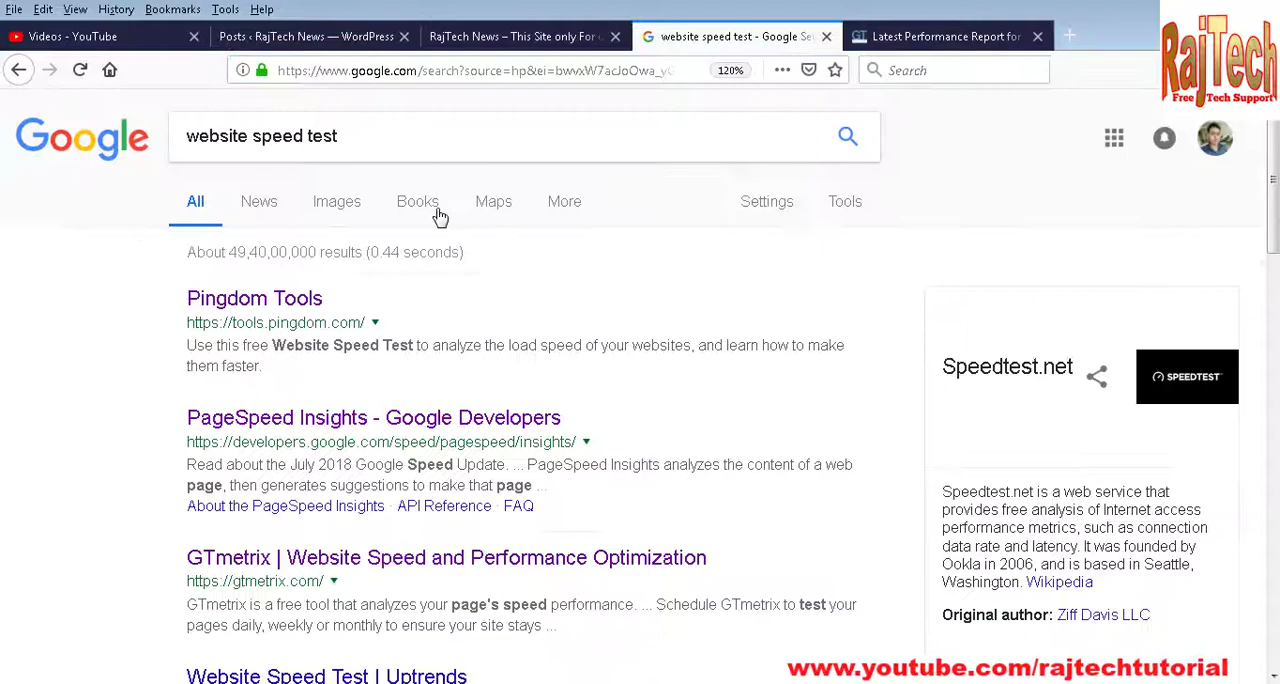 File Edit View History Bookmarks Tools Help
Videos - YouTube
Posts ‹ RajTech News — WordPress
RajTech News – This Site only For
website speed test - Google Se
Latest Performance Report for
https://www.google.com/search?source=hp&ei=bwvxW7acJoOwa_y
120%
Search
RajTech
Free Tech Support
Google
website speed test
All News Images Books Maps More Settings Tools
About 49,40,00,000 results (0.44 seconds)
Pingdom Tools
https://tools.pingdom.com/
Use this free Website Speed Test to analyze the load speed of your websites, and learn how to make
them faster.
PageSpeed Insights - Google Developers
https://developers.google.com/speed/pagespeed/insights/
Read about the July 2018 Google Speed Update. ... PageSpeed Insights analyzes the content of a web
page, then generates suggestions to make that page ...
About the PageSpeed Insights · API Reference · FAQ
GTmetrix | Website Speed and Performance Optimization
https://gtmetrix.com/
GTmetrix is a free tool that analyzes your page's speed performance. ... Schedule GTmetrix to test your
pages daily, weekly or monthly to ensure your site stays ...
Website Speed Test | Uptrends
Speedtest.net
SPEEDTEST
Speedtest.net is a web service that
provides free analysis of Internet access
performance metrics, such as connection
data rate and latency. It was founded by
Ookla in 2006, and is based in Seattle,
Washington. Wikipedia
Original author: Ziff Davis LLC
www.youtube.com/rajtechtutorial